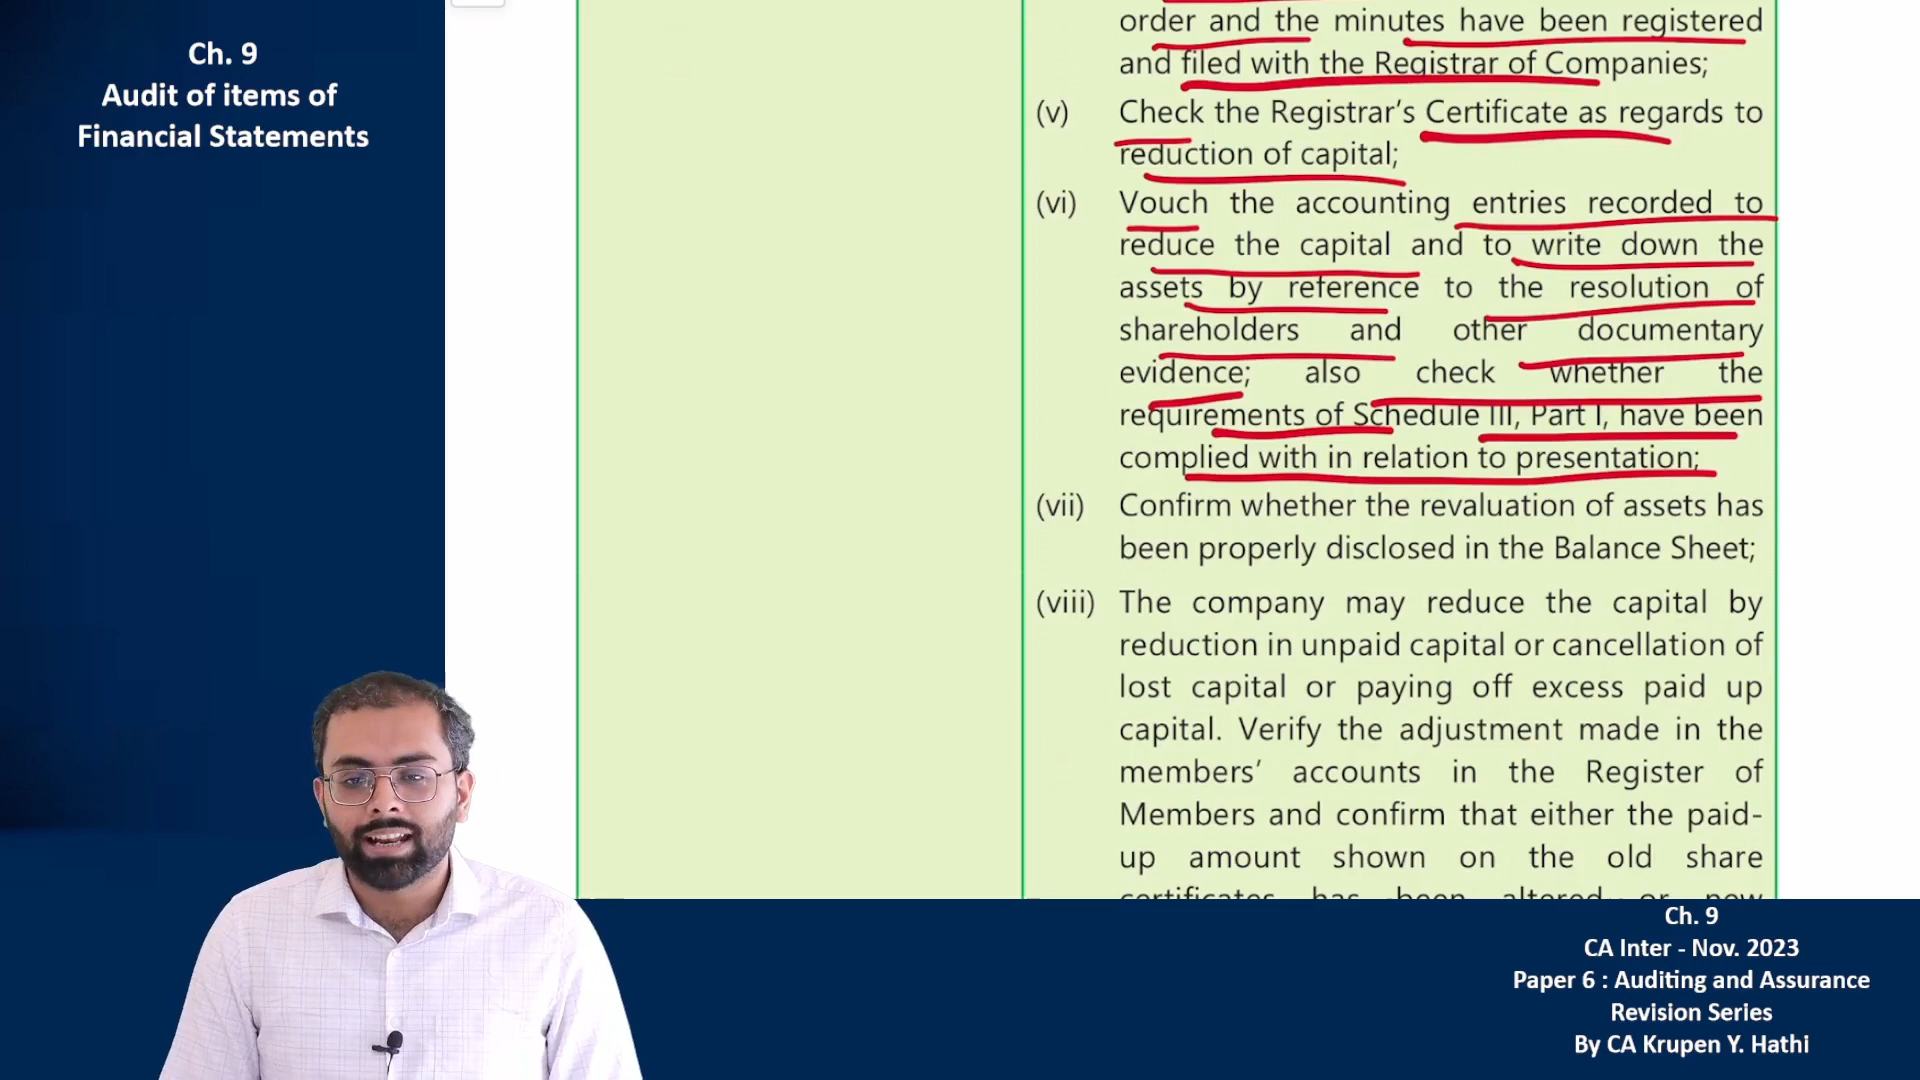 Ch. 9
Audit of items of
Financial Statements
order and the minutes have been registered
and filed with the Registrar of Companies;
(v) Check the Registrar’s Certificate as regards to
reduction of capital;
(vi) Vouch the accounting entries recorded to
reduce the capital and to write down the
assets by reference to the resolution of
shareholders and other documentary
evidence; also check whether the
requirements of Schedule III, Part I, have been
complied with in relation to presentation;
(vii) Confirm whether the revaluation of assets has
been properly disclosed in the Balance Sheet;
(viii) The company may reduce the capital by
reduction in unpaid capital or cancellation of
lost capital or paying off excess paid up
capital. Verify the adjustment made in the
members’ accounts in the Register of
Members and confirm that either the paid-
up amount shown on the old share
certificates has been altered or new
Ch. 9
CA Inter - Nov. 2023
Paper 6 : Auditing and Assurance
Revision Series
By CA Krupen Y. Hathi